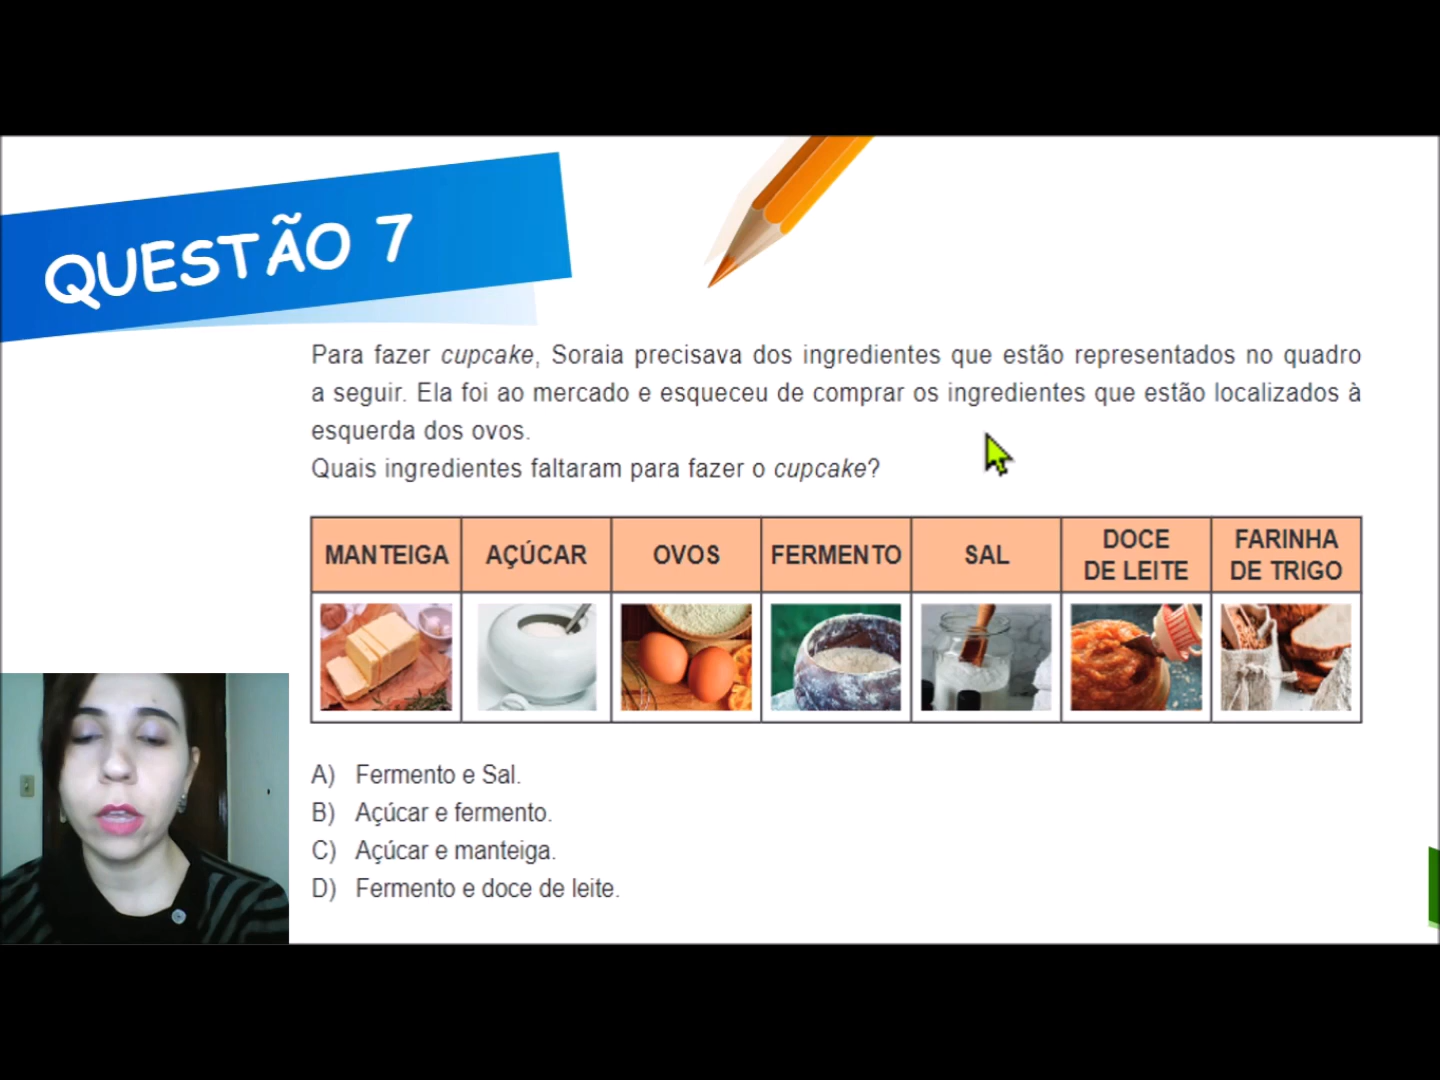 QUESTÃO 7
Para fazer cupcake, Soraia precisava dos ingredientes que estão representados no quadro
a seguir. Ela foi ao mercado e esqueceu de comprar os ingredientes que estão localizados à
esquerda dos ovos.
Quais ingredientes faltaram para fazer o cupcake?
MANTEIGA AÇÚCAR OVOS FERMENTO SAL DOCE DE LEITE FARINHA DE TRIGO
A) Fermento e Sal.
B) Açúcar e fermento.
C) Açúcar e manteiga.
D) Fermento e doce de leite.